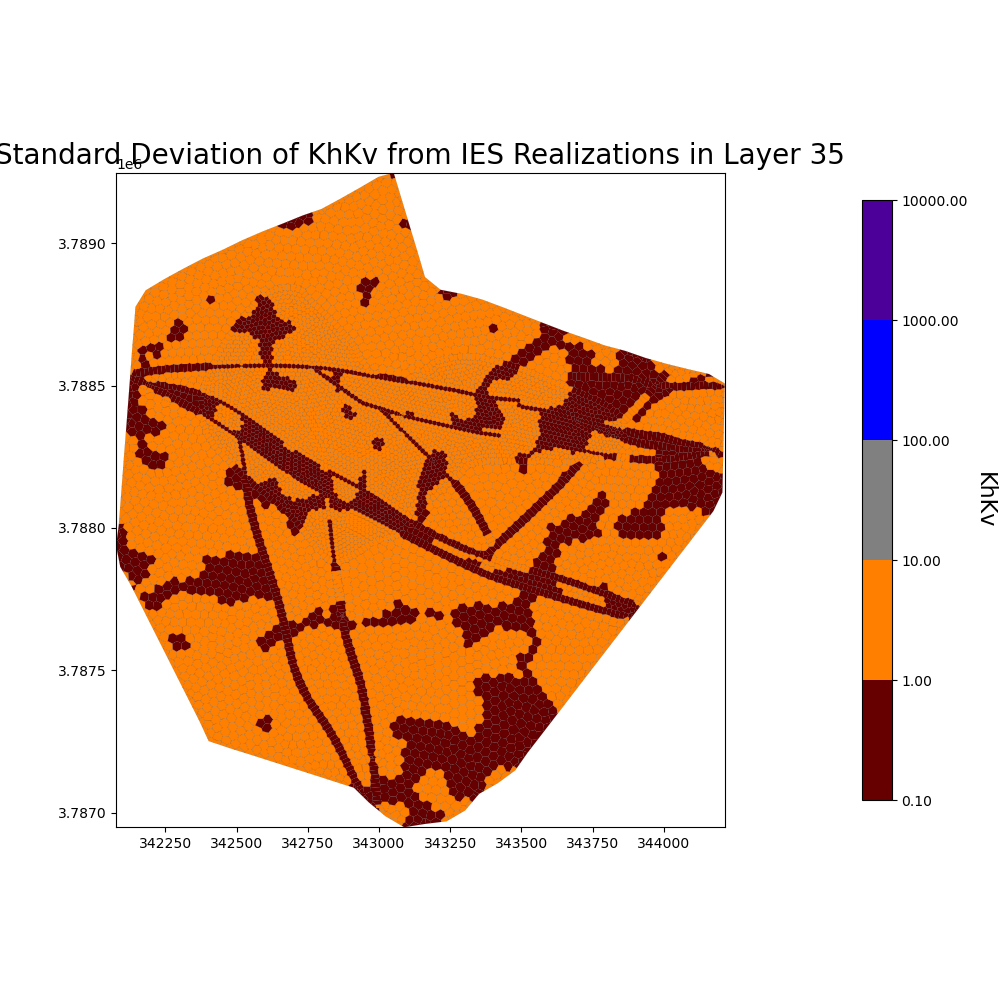 Standard Deviation of KhKv from IES Realizations in Layer 35
1e6
3.7890
3.7885
3.7880
3.7875
3.7870
342250 342500 342750 343000 343250 343500 343750 344000
10000.00
1000.00
100.00
10.00
1.00
0.10
KhKv